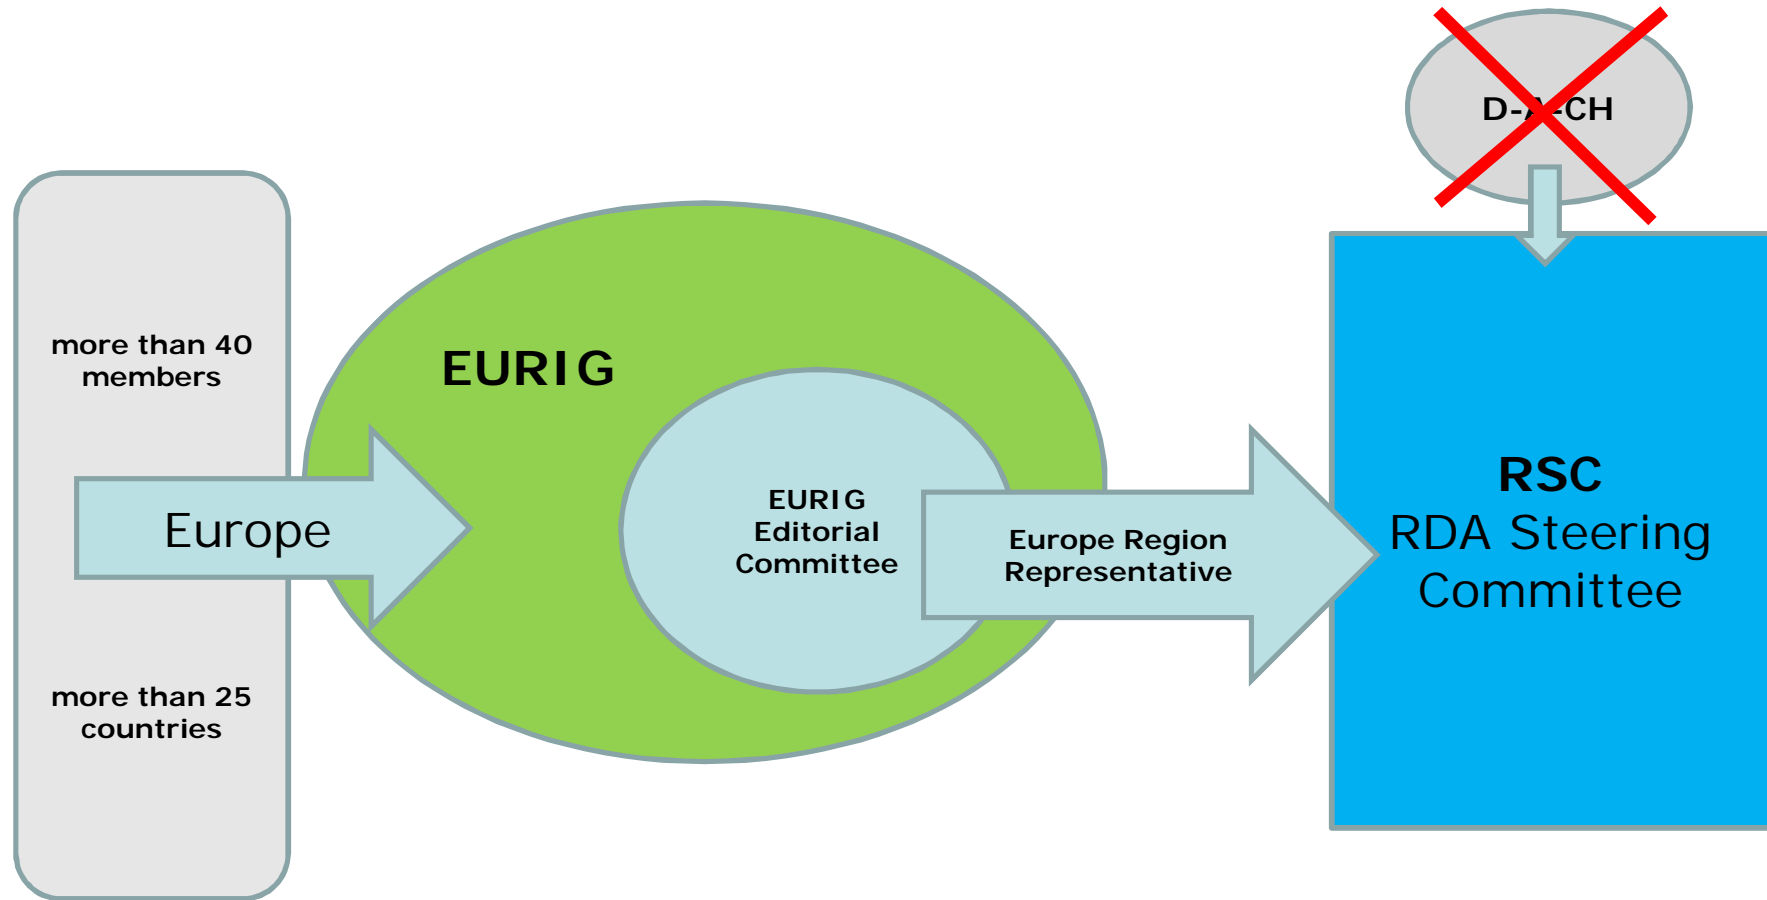 D-A-CH
more than 40
members
EURIG
Europe
EURIG
Editorial
Committee
Europe Region
Representative
RSC
RDA Steering
Committee
more than 25
countries